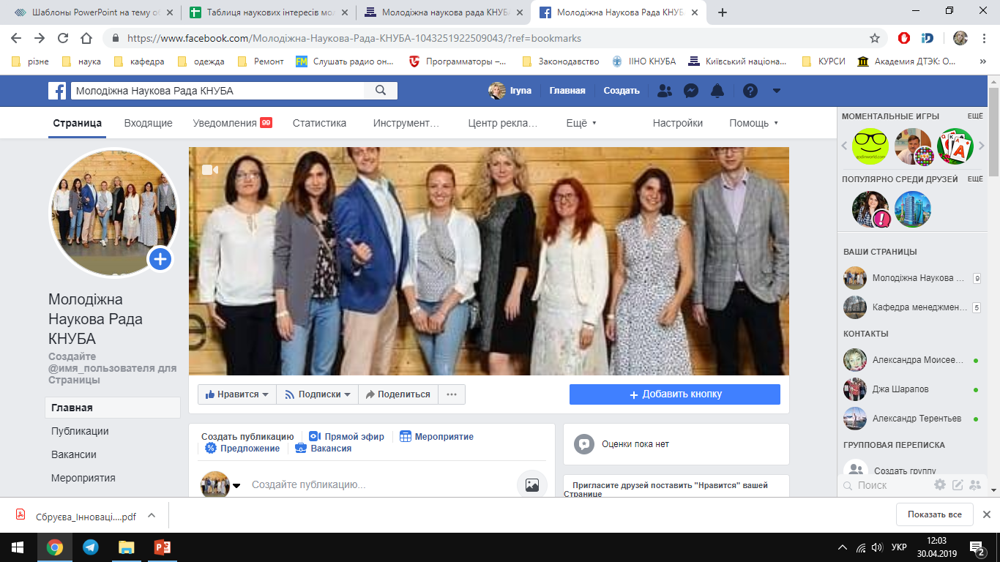 Шаблоны PowerPoint на тему об
Таблиця наукових інтересів мол
Молодіжна наукова рада КНУБА
Молодіжна Наукова Рада КНУБ
https://www.facebook.com/Молодіжна-Наукова-Рада-КНУБА-1043251922509043/?ref=bookmarks
різне наука кафедра одежда Ремонт Слушать радио он... Программаторы –... Законодавство ІІНО КНУБА Київський націона... КУРСИ Академия ДТЭК: О... »
Молодіжна Наукова Рада КНУБА
Iryna Главная Создать
Страница Входящие Уведомления 99 Статистика Инструмент... Центр рекла... Ещё Настройки Помощь
МОМЕНТАЛЬНЫЕ ИГРЫ ЕЩЁ
godinworld.com
ПОПУЛЯРНО СРЕДИ ДРУЗЕЙ ЕЩЁ
ВАШИ СТРАНИЦЫ
Молодіжна Наукова ... 9
Кафедра менеджмен... 5
КОНТАКТЫ
Александра Моисее...
Джа Шарапов
Александр Терентьев
ГРУППОВАЯ ПЕРЕПИСКА
Создать группу
Поиск
Молодіжна
Наукова Рада
КНУБА
Создайте
@имя_пользователя для
Страницы
Главная
Публикации
Вакансии
Мероприятия
Нравится Подписки Поделиться ...
+ Добавить кнопку
Создать публикацию Прямой эфир Мероприятие
Предложение Вакансия
Создайте публикацию...
Оценки пока нет
Пригласите друзей поставить "Нравится" вашей
Странице
Сбруєва_Інноваці....pdf
Показать все
УКР
12:03
30.04.2019
2